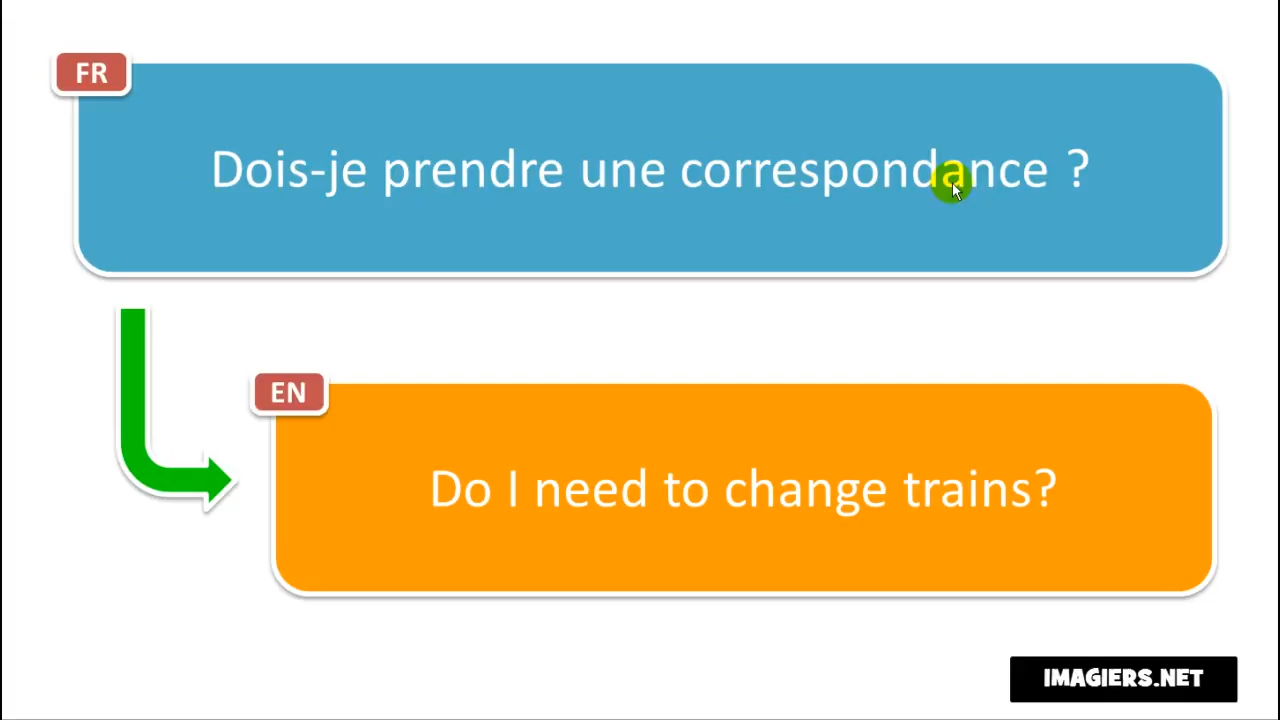 FR
Dois-je prendre une correspondance ?
EN
Do I need to change trains?
IMAGIERS.NET